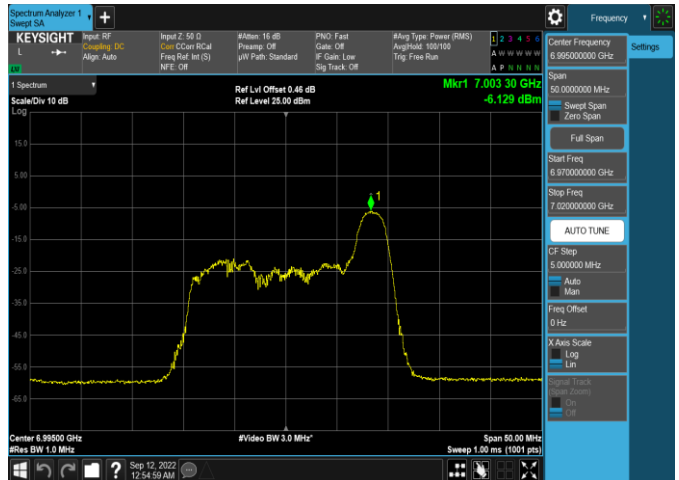 Spectrum Analyzer 1
Swept SA
+
Frequency
KEYSIGHT
L
Input: RF
Coupling: DC
Align: Auto
Input Z: 50 Ω
Corr CCorr RCal
Freq Ref: Int (S)
NFE: Off
#Atten: 16 dB
Preamp: Off
µW Path: Standard
PNO: Fast
Gate: Off
IF Gain: Low
Sig Track: Off
#Avg Type: Power (RMS)
Avg|Hold: 100/100
Trig: Free Run
1 2 3 4 5 6
A W W W W W
A P N N N N
1 Spectrum
Scale/Div 10 dB
Ref Lvl Offset 0.46 dB
Ref Level 25.00 dBm
Mkr1 7.003 30 GHz
-6.129 dBm
Log
15.0
5.00
-5.00
-15.0
-25.0
-35.0
-45.0
-55.0
-65.0
1
Center 6.99500 GHz
#Res BW 1.0 MHz
#Video BW 3.0 MHz*
Span 50.00 MHz
Sweep 1.00 ms (1001 pts)
Center Frequency
6.995000000 GHz
Settings
Span
50.0000000 MHz
Swept Span
Zero Span
Full Span
Start Freq
6.970000000 GHz
Stop Freq
7.020000000 GHz
AUTO TUNE
CF Step
5.000000 MHz
Auto
Man
Freq Offset
0 Hz
X Axis Scale
Log
Lin
Signal Track
(Span Zoom)
On
Off
?
Sep 12, 2022
12:54:59 AM